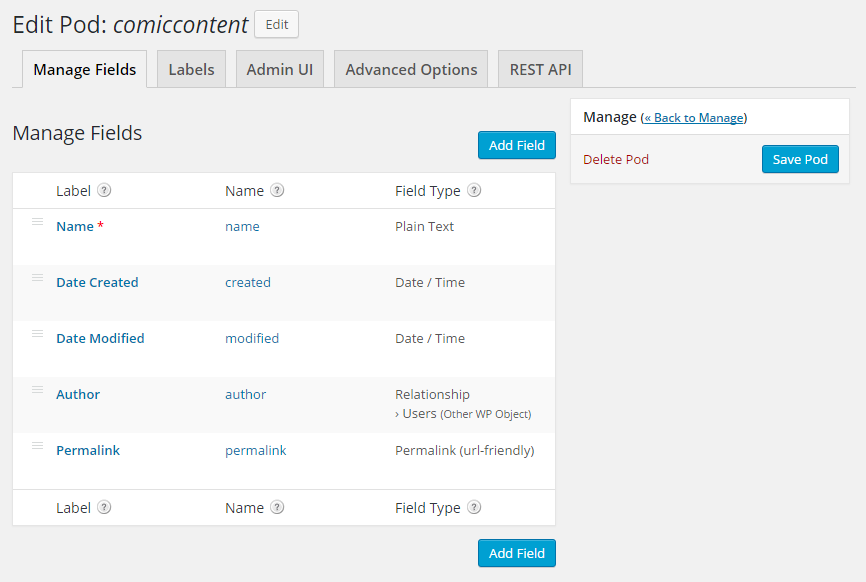 Edit Pod: comiccontent Edit
Manage Fields Labels Admin UI Advanced Options REST API
Manage (« Back to Manage)
Delete Pod Save Pod
Manage Fields
Add Field
Label ? Name ? Field Type ?
Name * name Plain Text
Date Created created Date / Time
Date Modified modified Date / Time
Author author Relationship
› Users (Other WP Object)
Permalink permalink Permalink (url-friendly)
Label ? Name ? Field Type ?
Add Field